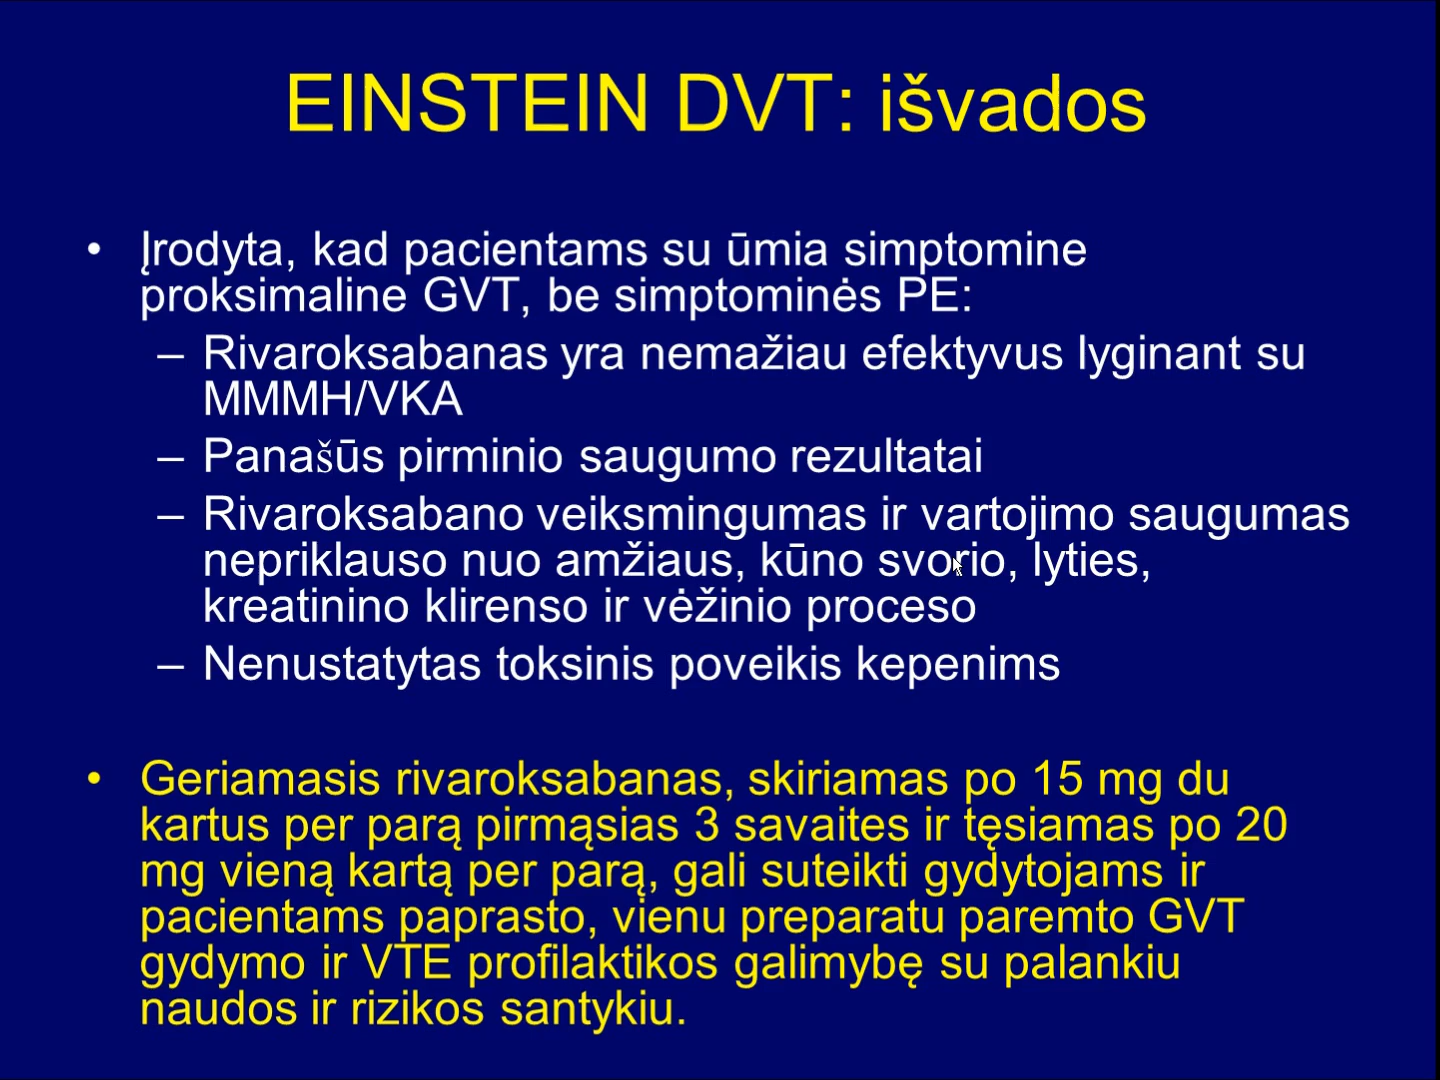 EINSTEIN DVT: išvados
• Įrodyta, kad pacientams su ūmia simptomine
proksimaline GVT, be simptominės PE:
– Rivaroksabanas yra nemažiau efektyvus lyginant su
MMMH/VKA
– Panašūs pirminio saugumo rezultatai
– Rivaroksabano veiksmingumas ir vartojimo saugumas
nepriklauso nuo amžiaus, kūno svorio, lyties,
kreatinino klirenso ir vėžinio proceso
– Nenustatytas toksinis poveikis kepenims
• Geriamasis rivaroksabanas, skiriamas po 15 mg du
kartus per parą pirmąsias 3 savaites ir tęsiamas po 20
mg vieną kartą per parą, gali suteikti gydytojams ir
pacientams paprasto, vienu preparatu paremto GVT
gydymo ir VTE profilaktikos galimybę su palankiu
naudos ir rizikos santykiu.